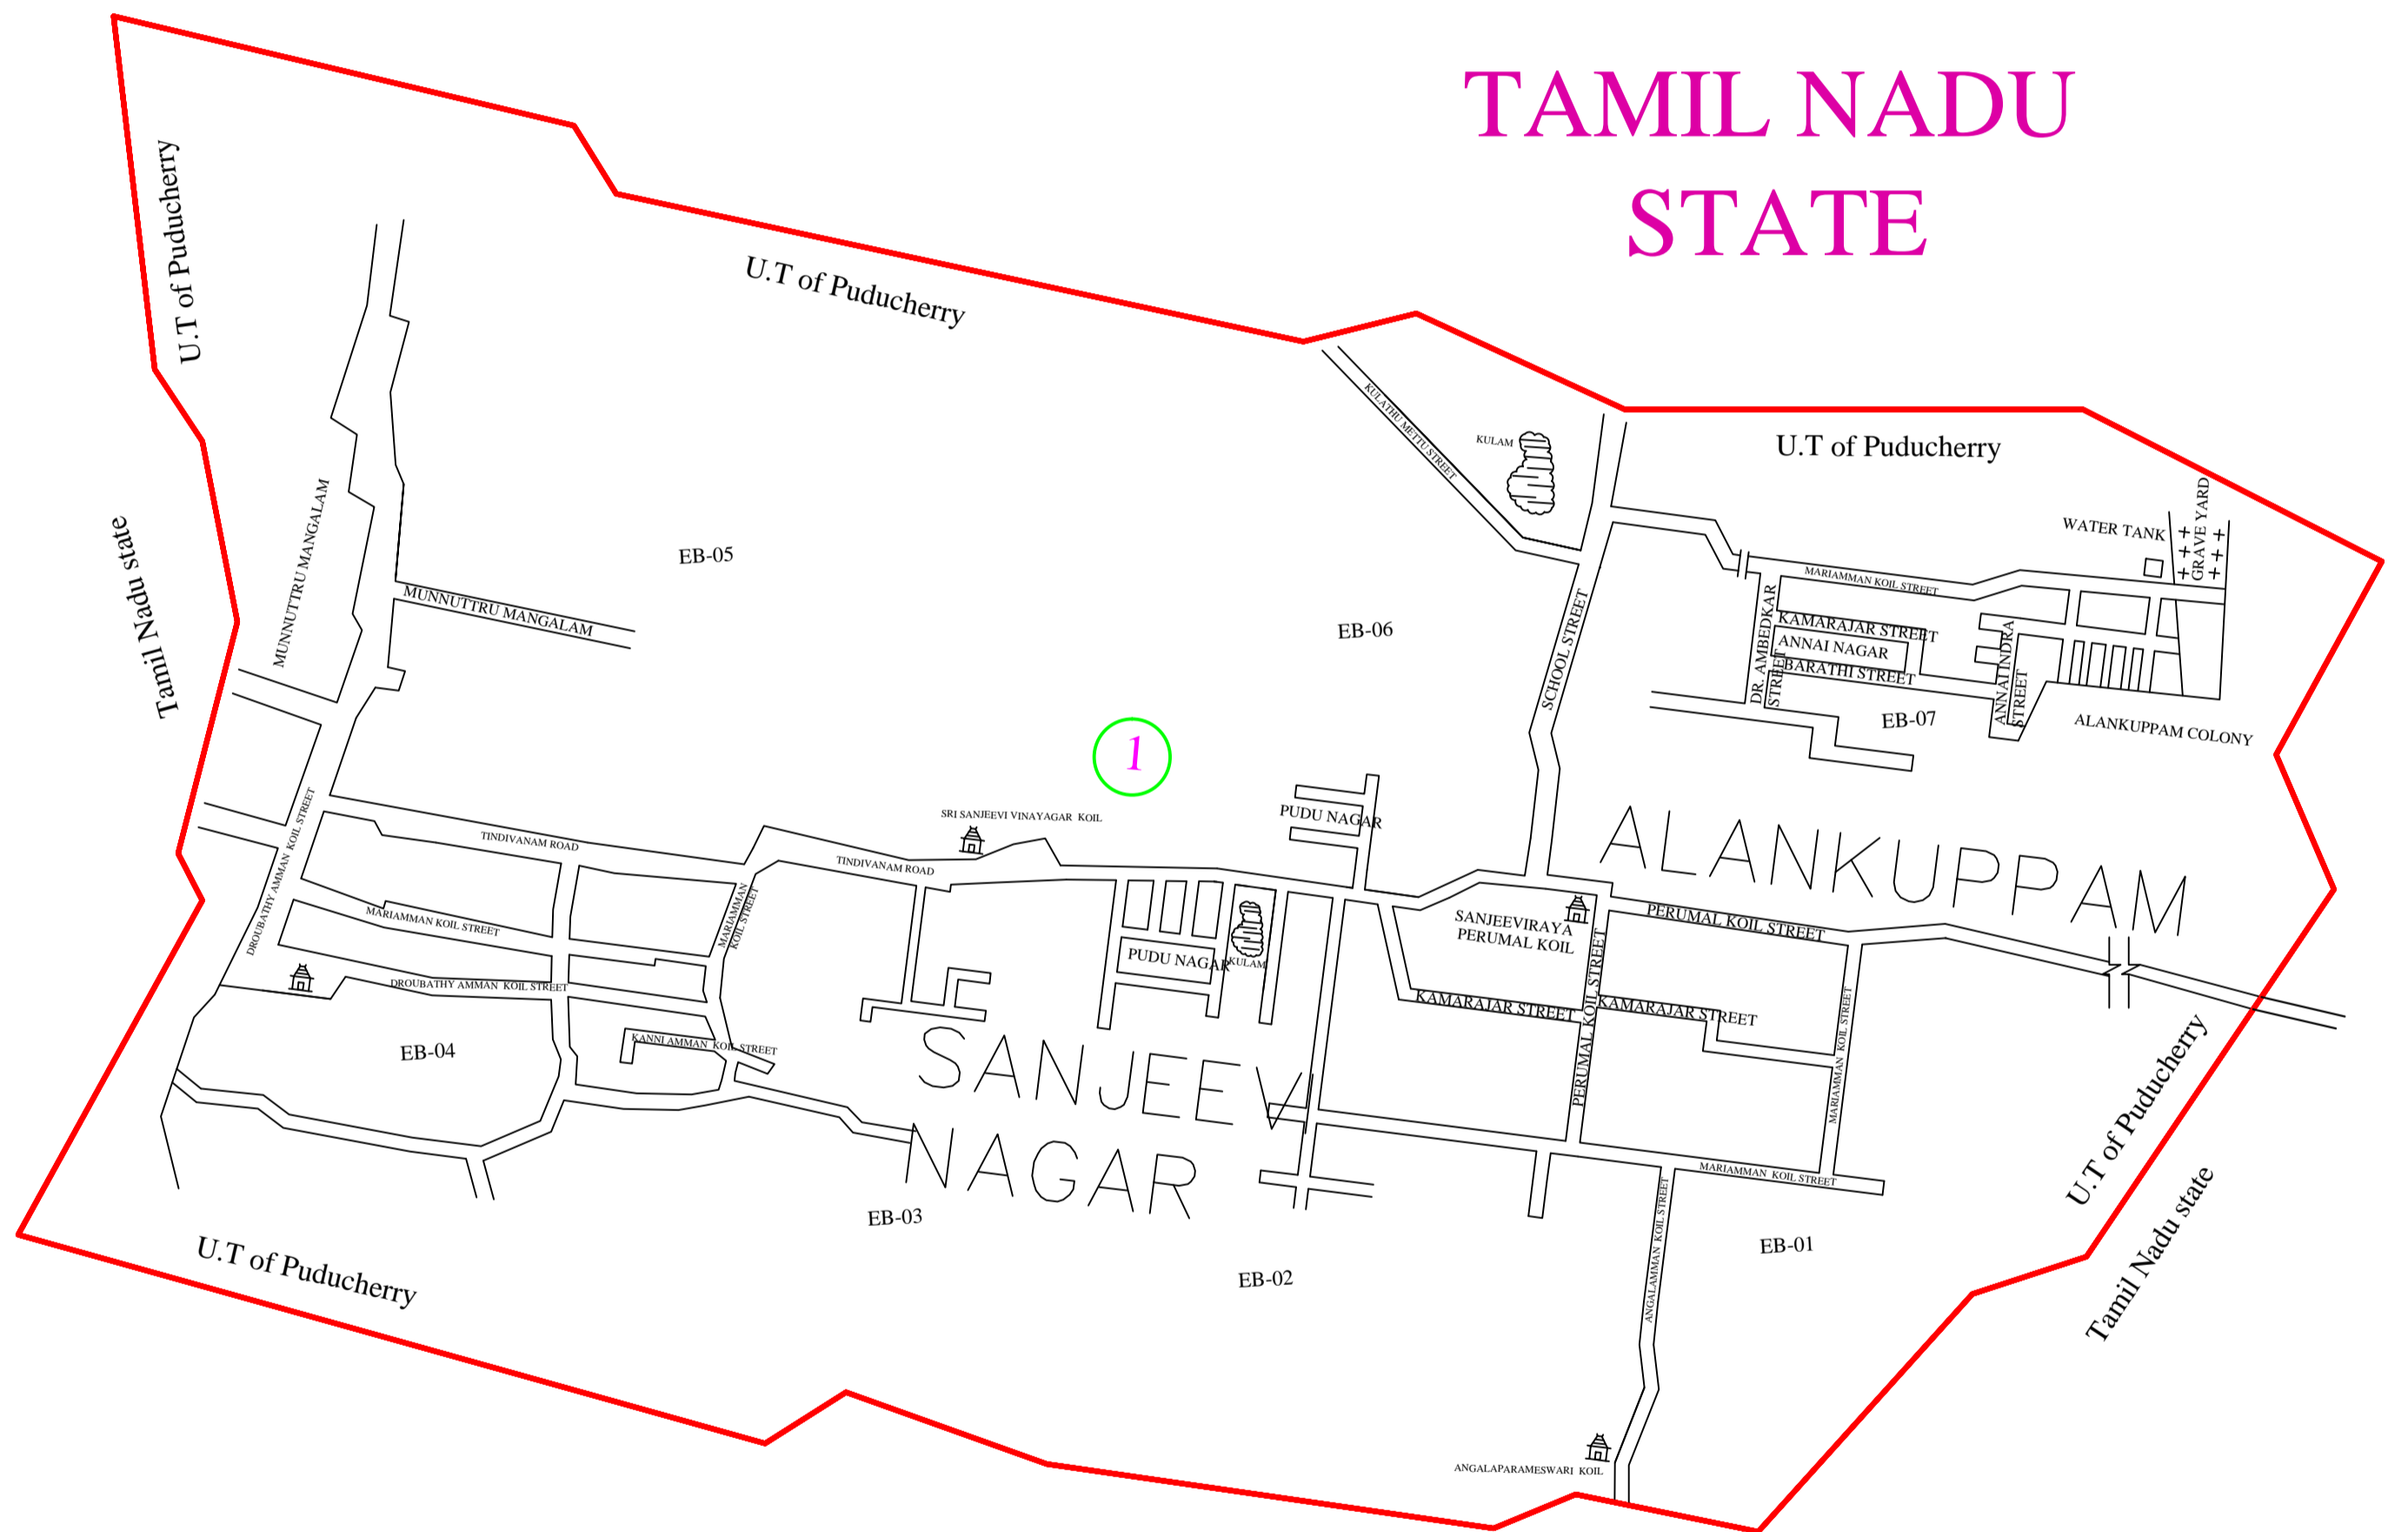 TAMIL NADU
STATE
U.T of Puducherry
U.T of Puducherry
U.T of Puducherry
KULATHU METTU STREET
KULAM
WATER TANK
GRAVE YARD
Tamil Nadu state
MUNNUTTRU MANGALAM
EB-05
MUNNUTTRU MANGALAM
EB-06
SCHOOL STREET
MARIAMMAN KOIL STREET
DR. AMBEDKAR
STREET
KAMARAJAR STREET
ANNAI NAGAR
BARATHI STREET
ANNAI INDRA
STREET
EB-07
ALANKUPPAM COLONY
1
DROUBATHY AMMAN KOIL STREET
TINDIVANAM ROAD
SRI SANJEEVI VINAYAGAR KOIL
TINDIVANAM ROAD
PUDU NAGAR
ALANKUPPAM
MARIAMMAN KOIL STREET
MARIAMMAN
KOIL STREET
PUDU NAGAR
KULAM
SANJEEVIRAYA
PERUMAL KOIL
PERUMAL KOIL STREET
PERUMAL KOIL STREET
PERUMAL KOIL STREET
DROUBATHY AMMAN KOIL STREET
KAMARAJAR STREET
KAMARAJAR STREET
MARIAMMAN KOIL STREET
EB-04
KANNI AMMAN KOIL STREET
SANJEEVI
NAGAR
MARIAMMAN KOIL STREET
U.T of Puducherry
Tamil Nadu state
EB-03
EB-02
EB-01
ANGALAMMAN KOIL STREET
U.T of Puducherry
ANGALAPARAMESWARI KOIL